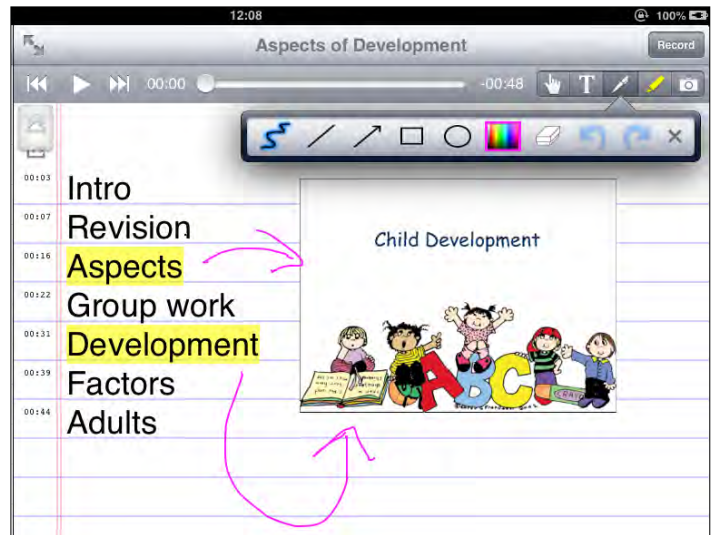 12:08
100%
Aspects of Development
Record
00:00
-00:48
T
00:03 Intro
00:07 Revision
00:16 Aspects
00:22 Group work
00:31 Development
00:39 Factors
00:44 Adults
Child Development
ABC